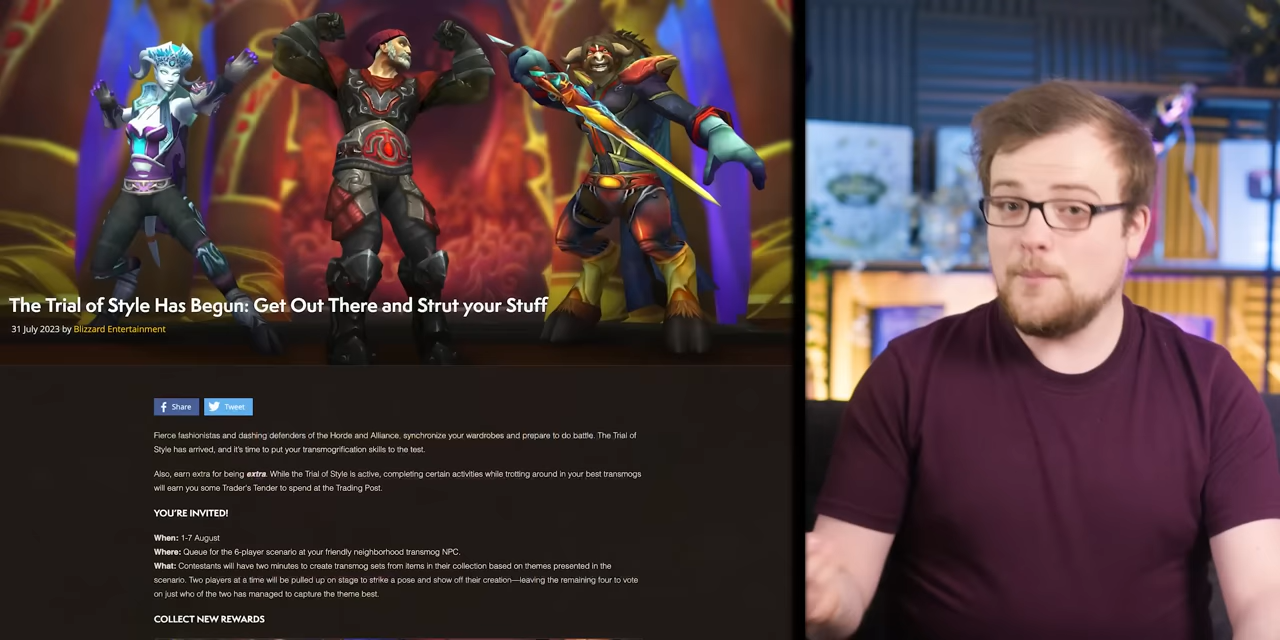 The Trial of Style Has Begun: Get Out There and Strut your Stuff
31 July 2023 by Blizzard Entertainment
Share
Tweet
Fierce fashionistas and dashing defenders of the Horde and Alliance, synchronize your wardrobes and prepare to do battle. The Trial of
Style has arrived, and it's time to put your transmogrification skills to the test.
Also, earn extra for being extra. While the Trial of Style is active, completing certain activities while trotting around in your best transmogs
will earn you some Trader's Tender to spend at the Trading Post.
YOU'RE INVITED!
When: 1-7 August
Where: Queue for the 6-player scenario at your friendly neighborhood transmog NPC.
What: Contestants will have two minutes to create transmog sets from items in their collection based on themes presented in the
scenario. Two players at a time will be pulled up on stage to strike a pose and show off their creation—leaving the remaining four to vote
on just who of the two has managed to capture the theme best.
COLLECT NEW REWARDS